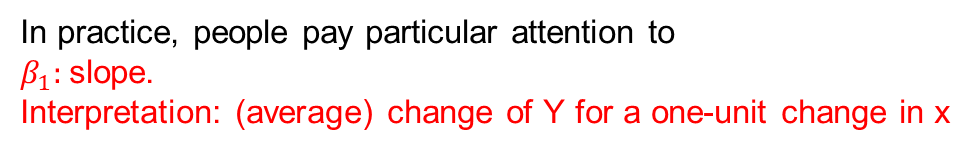 In practice, people pay particular attention to
β₁: slope.
Interpretation: (average) change of Y for a one-unit change in x